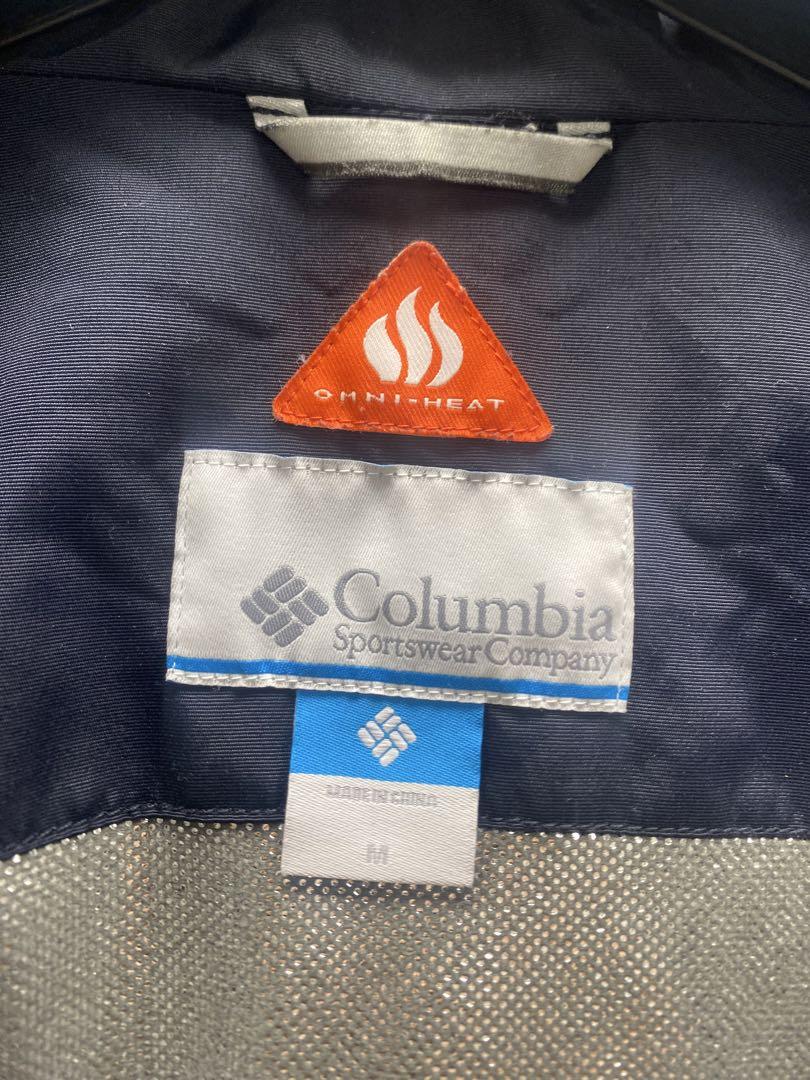 OMNI-HEAT
Columbia
Sportswear Company
MADE IN CHINA
M